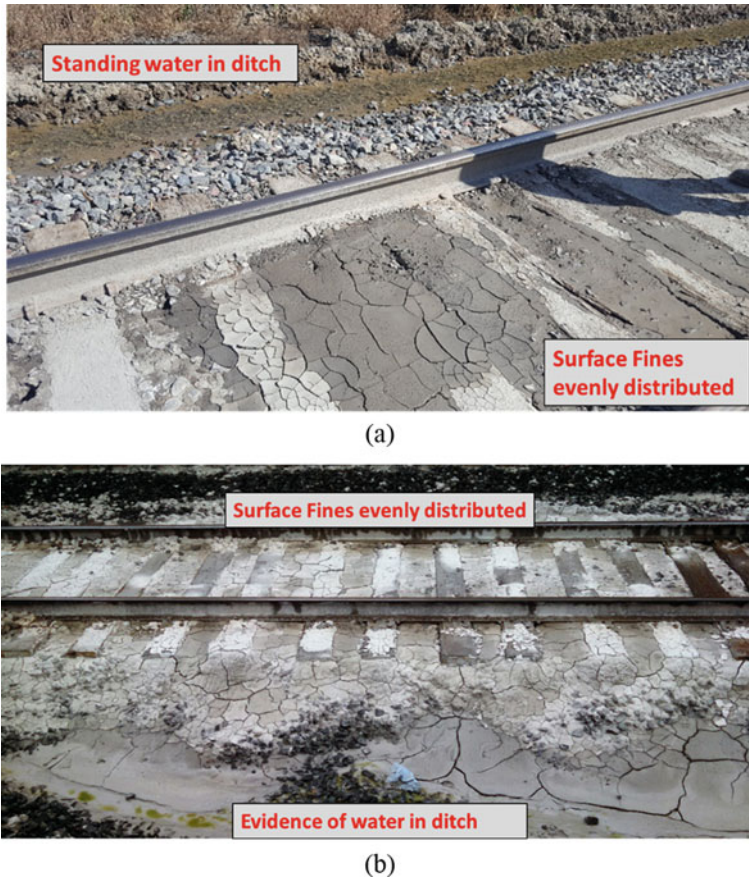 Standing water in ditch
Surface Fines
evenly distributed
(a)
Surface Fines evenly distributed
Evidence of water in ditch
(b)